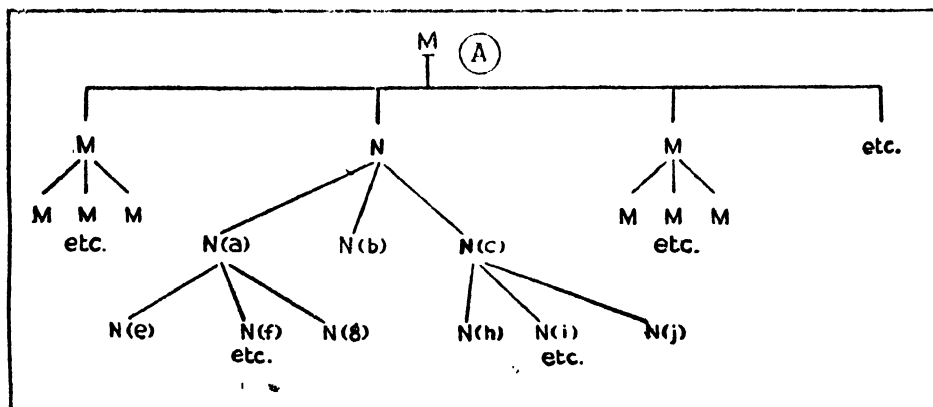 M A
M N M etc.
M M M M M M
etc. N(a) N(b) N(c) etc.
N(e) N(f) N(g) N(h) N(i) N(j)
etc. etc.